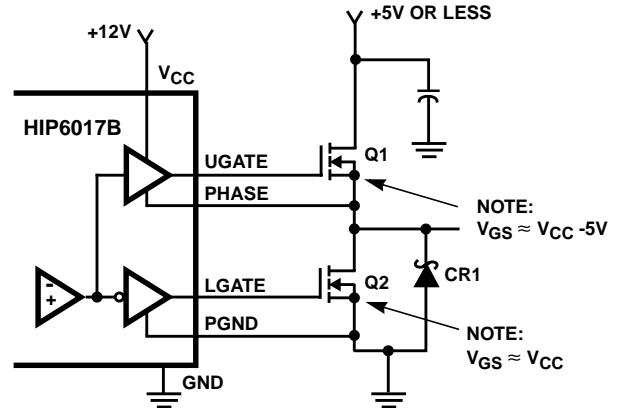 +5V OR LESS
+12V
VCC
HIP6017B
UGATE
Q1
PHASE
NOTE:
VGS ≈ VCC -5V
- +
LGATE
Q2
CR1
PGND
NOTE:
VGS ≈ VCC
GND